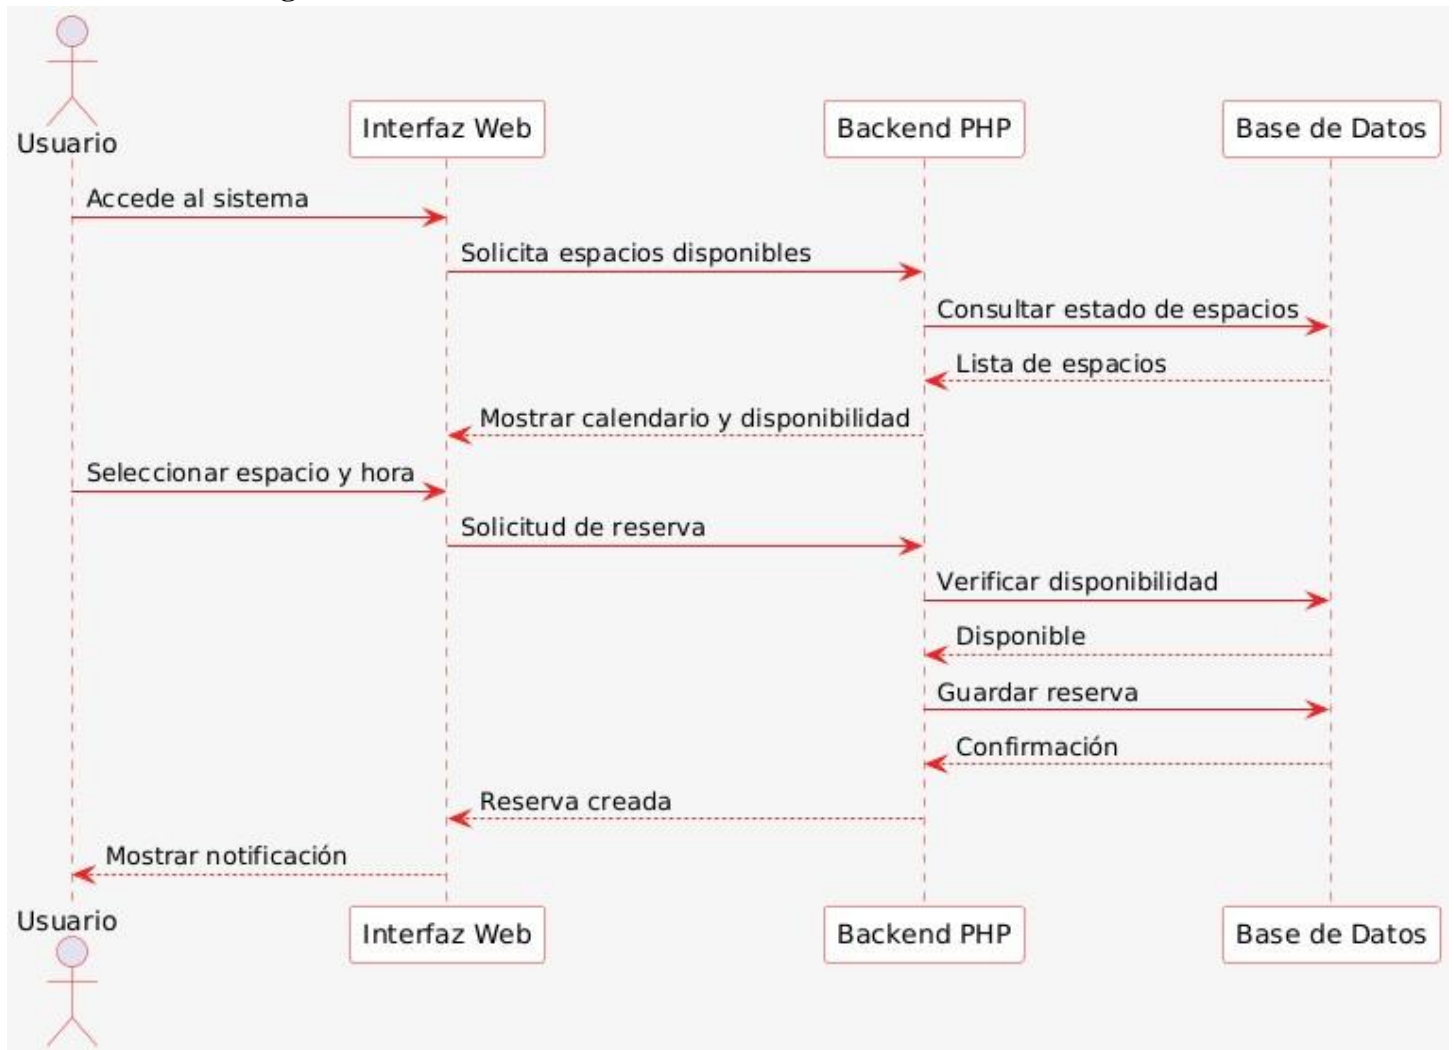 Usuario
Interfaz Web
Backend PHP
Base de Datos
Accede al sistema
Solicita espacios disponibles
Consultar estado de espacios
Lista de espacios
Mostrar calendario y disponibilidad
Seleccionar espacio y hora
Solicitud de reserva
Verificar disponibilidad
Disponible
Guardar reserva
Confirmación
Reserva creada
Mostrar notificación
Usuario
Interfaz Web
Backend PHP
Base de Datos